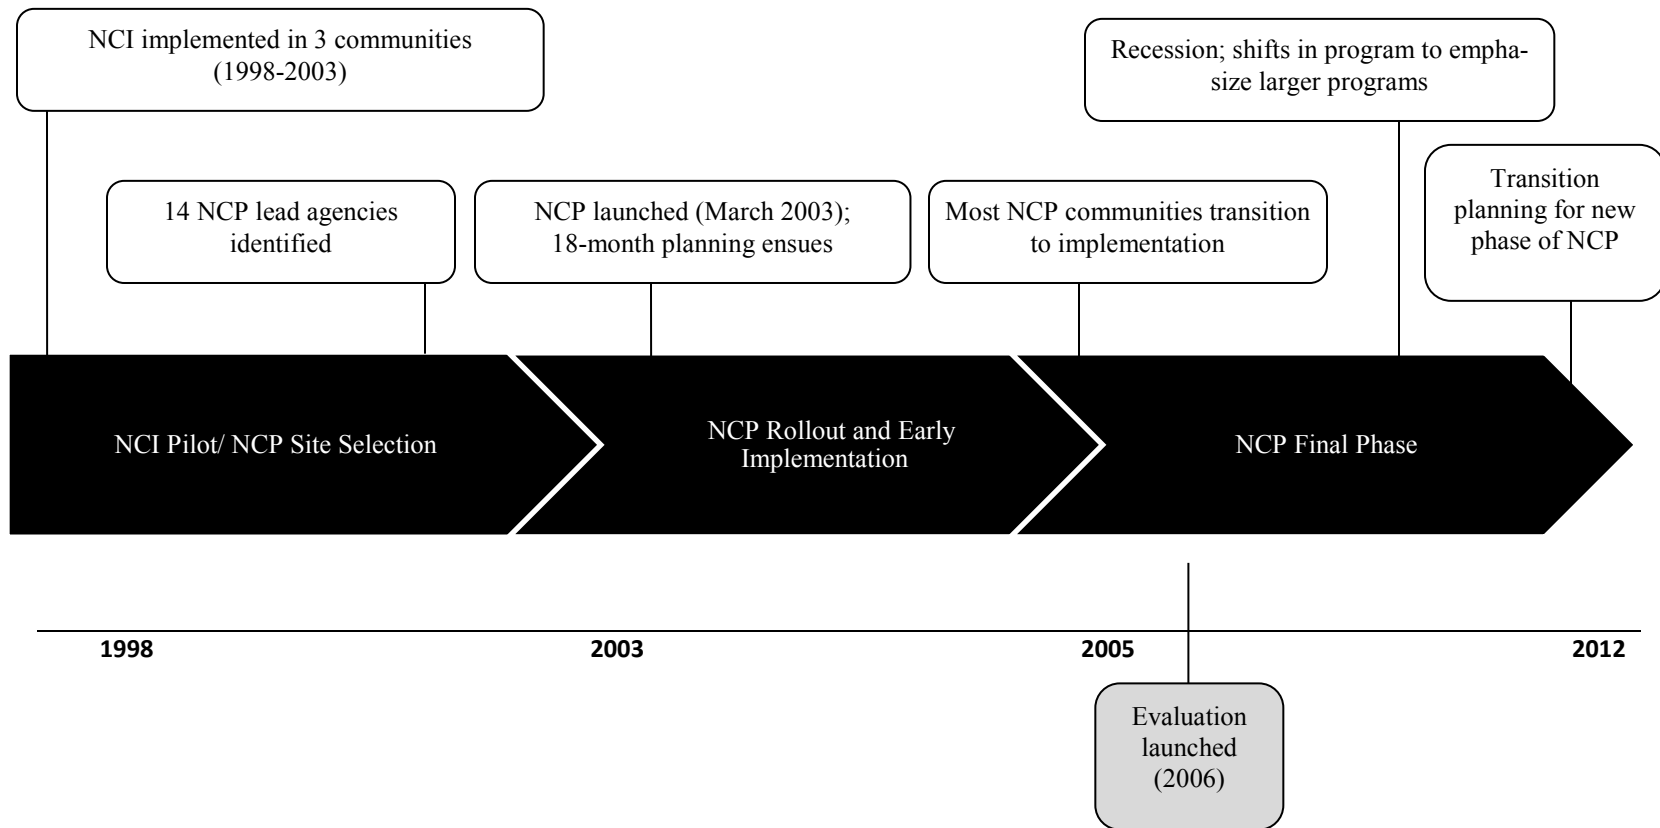 NCI implemented in 3 communities
(1998-2003)
Recession; shifts in program to empha-
size larger programs
14 NCP lead agencies
identified
NCP launched (March 2003);
18-month planning ensues
Most NCP communities transition
to implementation
Transition
planning for new
phase of NCP
NCI Pilot/ NCP Site Selection
NCP Rollout and Early
Implementation
NCP Final Phase
1998
2003
2005
2012
Evaluation
launched
(2006)